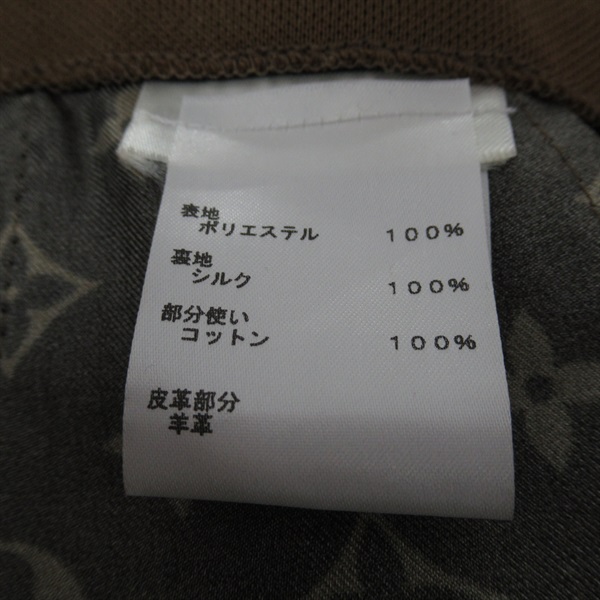 表地
ポリエステル 100%
裏地
シルク 100%
部分使い
コットン 100%
皮革部分
羊革